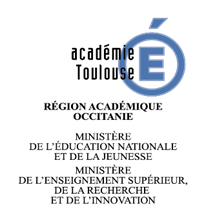 académie
Toulouse
É
RÉGION ACADÉMIQUE
OCCITANIE
MINISTÈRE
DE L'ÉDUCATION NATIONALE
ET DE LA JEUNESSE
MINISTÈRE
DE L'ENSEIGNEMENT SUPÉRIEUR,
DE LA RECHERCHE
ET DE L'INNOVATION